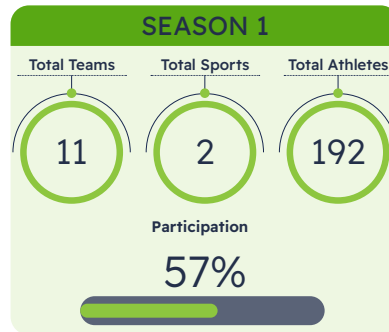 SEASON 1
Total Teams Total Sports Total Athletes
11 2 192
Participation
57%